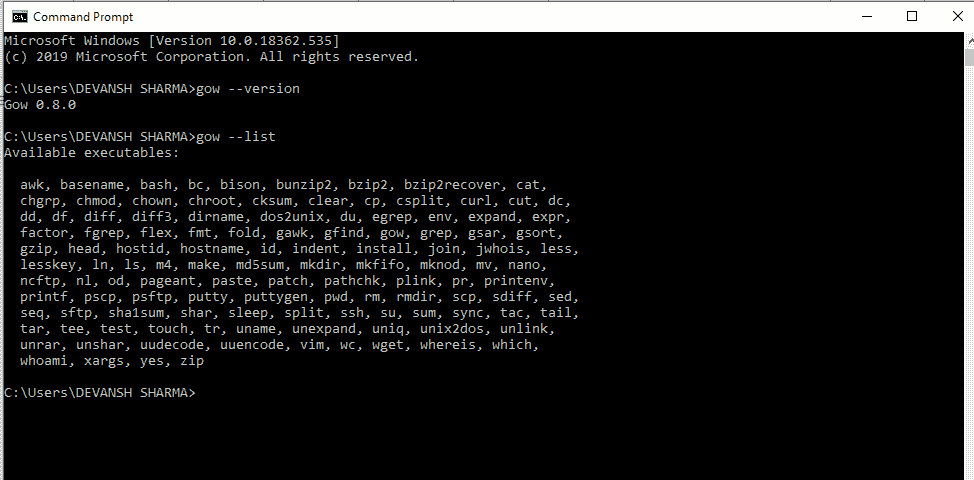 Command Prompt
Microsoft Windows [Version 10.0.18362.535]
(c) 2019 Microsoft Corporation. All rights reserved.
C:\Users\DEVANSH SHARMA>gow --version
Gow 0.8.0
C:\Users\DEVANSH SHARMA>gow --list
Available executables:
awk, basename, bash, bc, bison, bunzip2, bzip2, bzip2recover, cat,
chgrp, chmod, chown, chroot, cksum, clear, cp, csplit, curl, cut, dc,
dd, df, diff, diff3, dirname, dos2unix, du, egrep, env, expand, expr,
factor, fgrep, flex, fmt, fold, gawk, gfind, gow, grep, gsar, gsort,
gzip, head, hostid, hostname, id, indent, install, join, jwhois, less,
lesskey, ln, ls, m4, make, md5sum, mkdir, mkfifo, mknod, mv, nano,
ncftp, nl, od, pageant, paste, patch, pathchk, plink, pr, printenv,
printf, pscp, psftp, putty, puttygen, pwd, rm, rmdir, scp, sdiff, sed,
seq, sftp, sha1sum, shar, sleep, split, ssh, su, sum, sync, tac, tail,
tar, tee, test, touch, tr, uname, unexpand, uniq, unix2dos, unlink,
unrar, unshar, uudecode, uuencode, vim, wc, wget, whereis, which,
whoami, xargs, yes, zip
C:\Users\DEVANSH SHARMA>